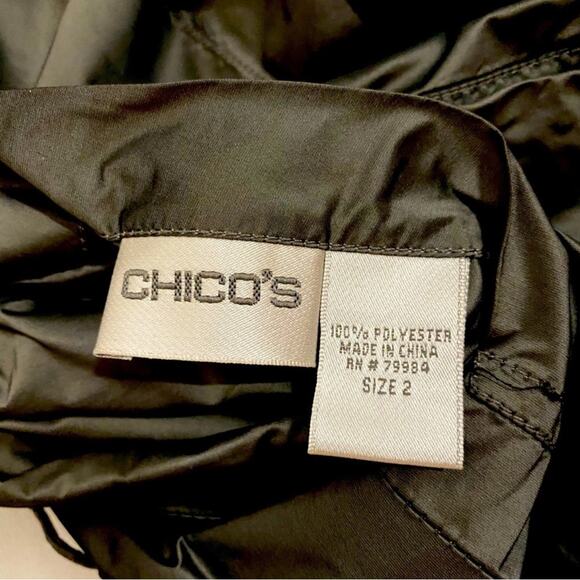 CHICO'S
100% POLYESTER
MADE IN CHINA
RN # 79984
SIZE 2